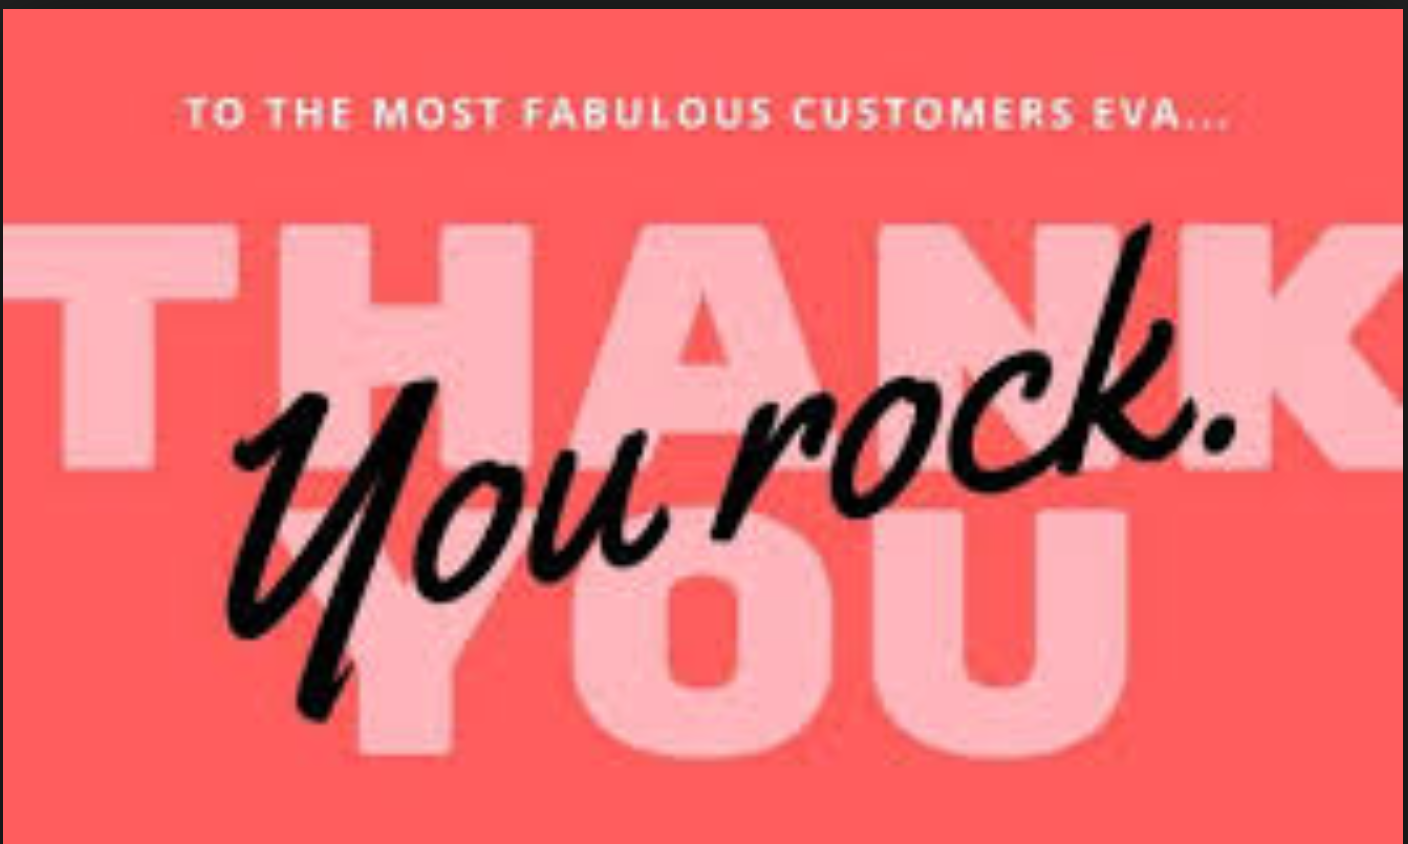 TO THE MOST FABULOUS CUSTOMERS EVA...
THANK
You rock.
YOU